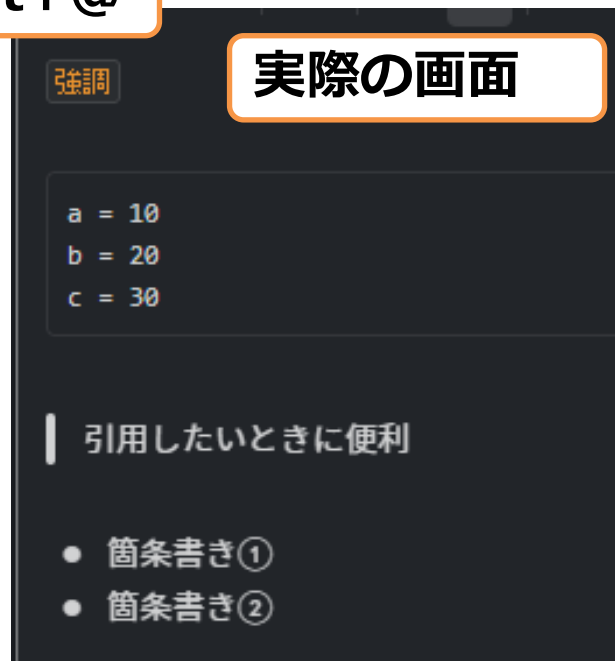 t+@
実際の画面
強調
a = 10
b = 20
c = 30
引用したいときに便利
● 箇条書き①
● 箇条書き②